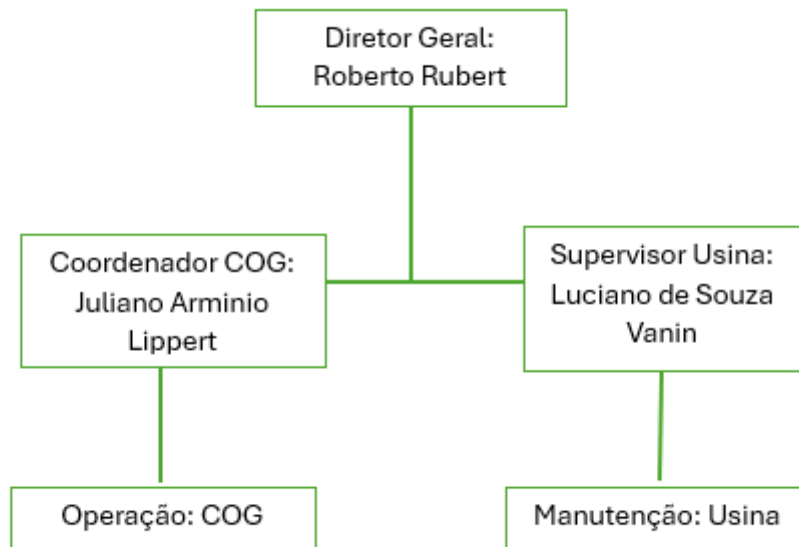 Diretor Geral:
Roberto Rubert
Coordenador COG:
Juliano Arminio
Lippert
Supervisor Usina:
Luciano de Souza
Vanin
Operação: COG
Manutenção: Usina